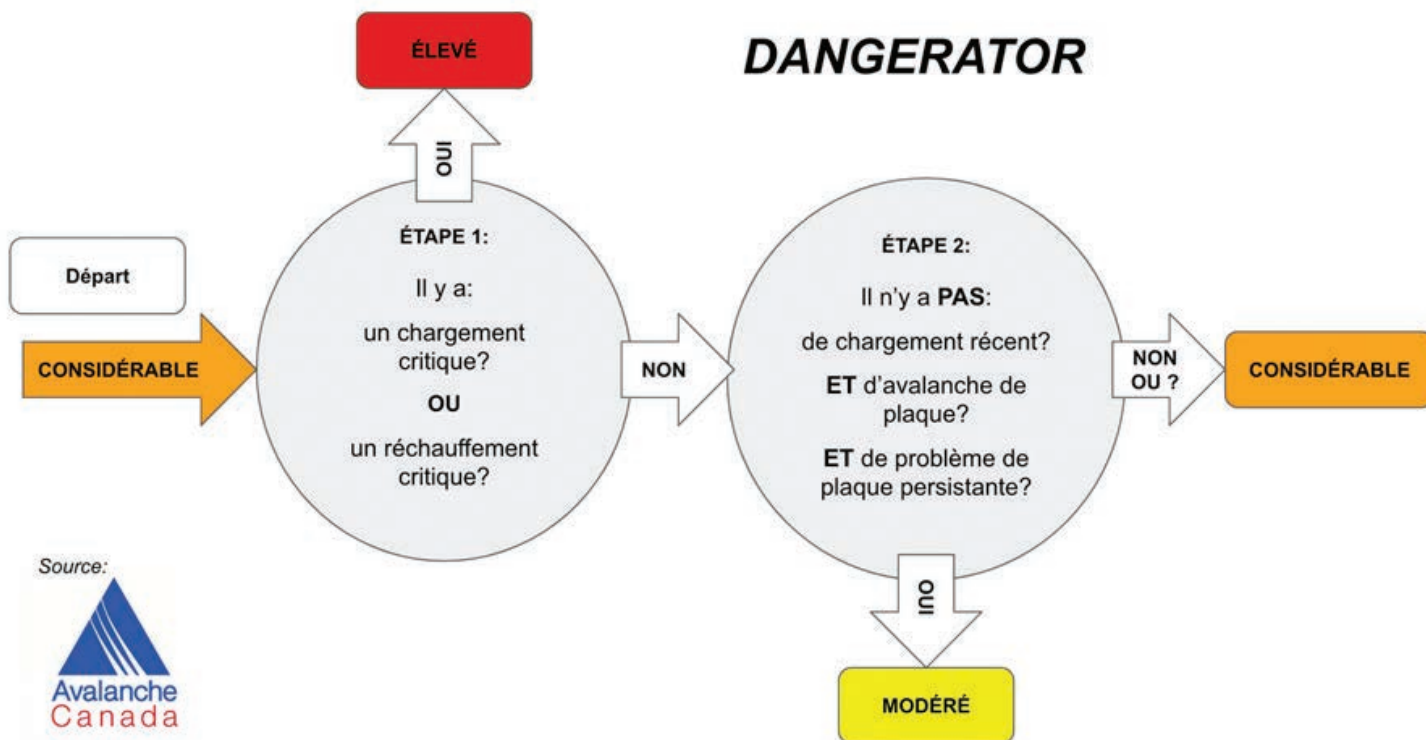 DANGERATOR
ÉLEVÉ
OUI
Départ
CONSIDÉRABLE
ÉTAPE 1:
Il y a:
un chargement
critique?
OU
un réchauffement
critique?
NON
ÉTAPE 2:
Il n'y a PAS:
de chargement récent?
ET d'avalanche de
plaque?
ET de problème de
plaque persistante?
NON
OU ?
CONSIDÉRABLE
OUI
MODÉRÉ
Source:
Avalanche
Canada